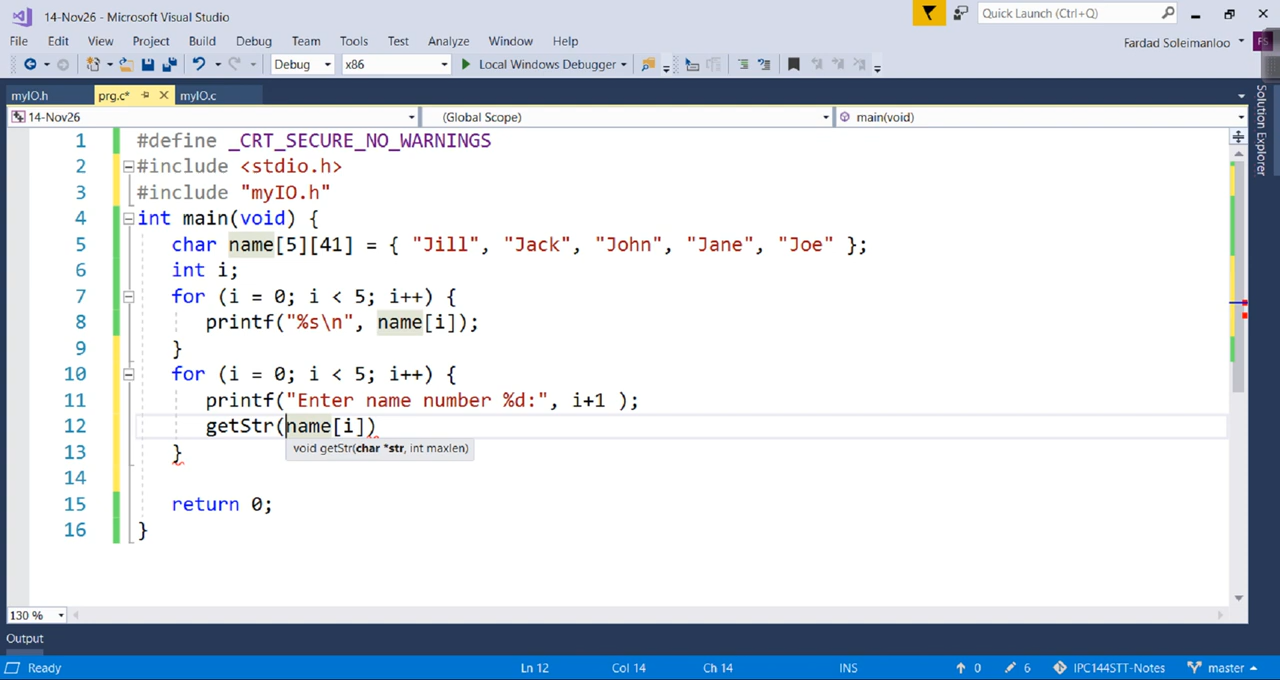 14-Nov26 - Microsoft Visual Studio
Quick Launch (Ctrl+Q)
File Edit View Project Build Debug Team Tools Test Analyze Window Help
Fardad Soleimanloo FS
Debug x86 Local Windows Debugger
myIO.h prg.c* myIO.c
14-Nov26 (Global Scope) main(void)
Solution Explorer
1 #define _CRT_SECURE_NO_WARNINGS
2 #include <stdio.h>
3 #include "myIO.h"
4 int main(void) {
5 char name[5][41] = { "Jill", "Jack", "John", "Jane", "Joe" };
6 int i;
7 for (i = 0; i < 5; i++) {
8 printf("%s\n", name[i]);
9 }
10 for (i = 0; i < 5; i++) {
11 printf("Enter name number %d:", i+1 );
12 getStr(name[i])
void getStr(char *str, int maxlen)
13 }
14
15 return 0;
16 }
130 %
Output
Ready Ln 12 Col 14 Ch 14 INS 0 6 IPC144STT-Notes master